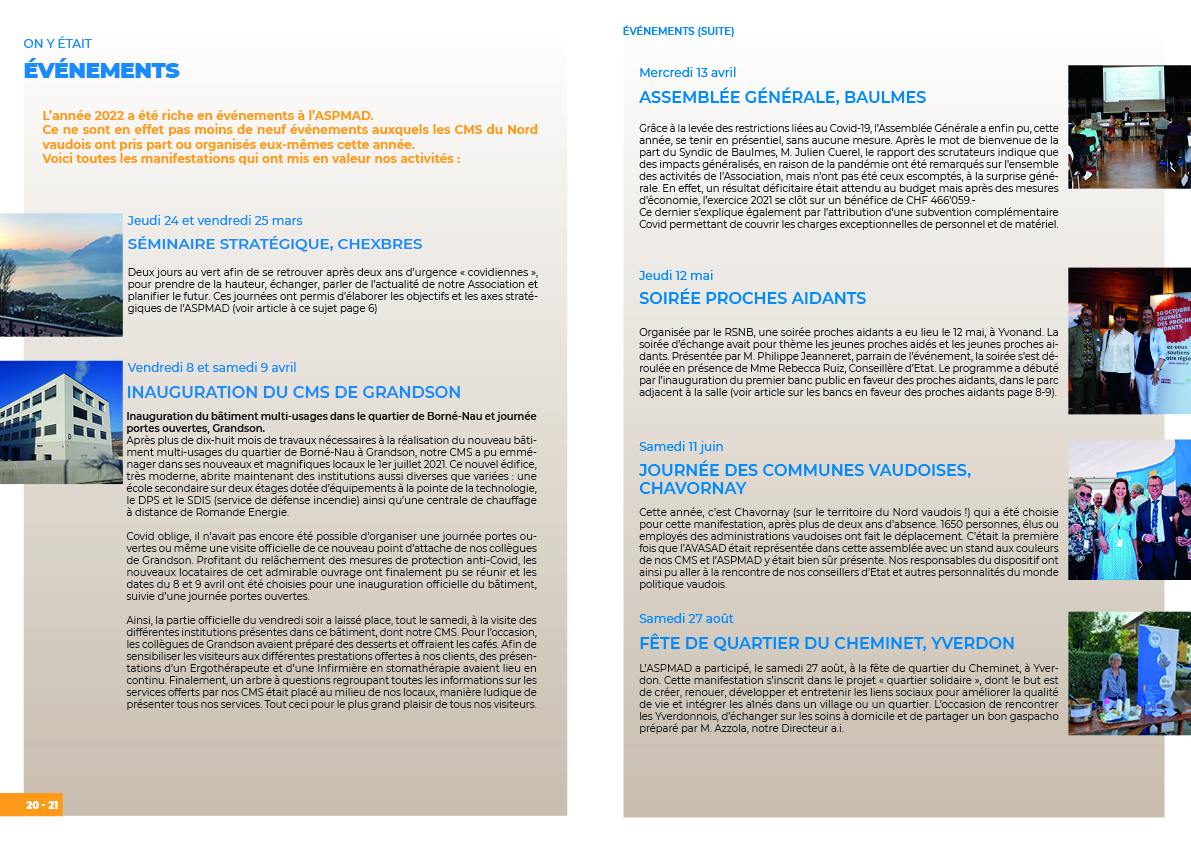 ON Y ÉTAIT
ÉVÉNEMENTS
L'année 2022 a été riche en événements à l'ASPMAD.
Ce ne sont en effet pas moins de neuf événements auxquels les CMS du Nord
vaudois ont pris part ou organisés eux-mêmes cette année.
Voici toutes les manifestations qui ont mis en valeur nos activités :
Jeudi 24 et vendredi 25 mars
SÉMINAIRE STRATÉGIQUE, CHEXBRES
Deux jours au vert afin de se retrouver après deux ans d'urgence « covidiennes »,
pour prendre de la hauteur, échanger, parler de l'actualité de notre Association et
planifier le futur. Ces journées ont permis d'élaborer les objectifs et les axes straté-
giques de l'ASPMAD (voir article à ce sujet page 6)
Vendredi 8 et samedi 9 avril
INAUGURATION DU CMS DE GRANDSON
Inauguration du bâtiment multi-usages dans le quartier de Borné-Nau et journée
portes ouvertes, Grandson.
Après plus de dix-huit mois de travaux nécessaires à la réalisation du nouveau bâti-
ment multi-usages du quartier de Borné-Nau à Grandson, notre CMS a pu emmé-
nager dans ses nouveaux et magnifiques locaux le 1er juillet 2021. Ce nouvel édifice,
très moderne, abrite maintenant des institutions aussi diverses que variées : une
école secondaire sur deux étages dotée d'équipements à la pointe de la technologie,
le DPS et le SDIS (service de défense incendie) ainsi qu'une centrale de chauffage
à distance de Romande Energie.
Covid oblige, il n'avait pas encore été possible d'organiser une journée portes ou-
vertes ou même une visite officielle de ce nouveau point d'attache de nos collègues
de Grandson. Profitant du relâchement des mesures de protection anti-Covid, les
nouveaux locataires de cet admirable ouvrage ont finalement pu se réunir et les
dates du 8 et 9 avril ont été choisies pour une inauguration officielle du bâtiment,
suivie d'une journée portes ouvertes.
Ainsi, la partie officielle du vendredi soir a laissé place, tout le samedi, à la visite des
différentes institutions présentes dans ce bâtiment, dont notre CMS. Pour l'occasion,
les collègues de Grandson avaient préparé des desserts et offraient les cafés. Afin de
sensibiliser les visiteurs aux différentes prestations offertes à nos clients, des présen-
tations d'un Ergothérapeute et d'une Infirmière en stomathérapie avaient lieu en
continu. Finalement, un arbre à questions regroupant toutes les informations sur les
services offerts par nos CMS était placé au milieu de nos locaux, manière ludique de
présenter tous nos services. Tout ceci pour le plus grand plaisir de tous nos visiteurs.
20 - 21
ÉVÉNEMENTS (SUITE)
Mercredi 13 avril
ASSEMBLÉE GÉNÉRALE, BAULMES
Grâce à la levée des restrictions liées au Covid-19, l'Assemblée Générale a enfin pu, cette
année, se tenir en présentiel, sans aucune mesure. Après le mot de bienvenue de la
part du Syndic de Baulmes, M. Julien Cuerel, le rapport des scrutateurs indique que
des impacts généralisés, en raison de la pandémie ont été remarqués sur l'ensemble
des activités de l'Association, mais n'ont pas été ceux escomptés, à la surprise géné-
rale. En effet, un résultat déficitaire était attendu au budget mais après des mesures
d'économie, l'exercice 2021 se clôt sur un bénéfice de CHF 466'059.-
Ce dernier s'explique également par l'attribution d'une subvention complémentaire
Covid permettant de couvrir les charges exceptionnelles de personnel et de matériel.
Jeudi 12 mai
SOIRÉE PROCHES AIDANTS
Organisée par le RSNB, une soirée proches aidants a eu lieu le 12 mai, à Yvonand. La
soirée d'échange avait pour thème les jeunes proches aidés et les jeunes proches ai-
dants. Présentée par M. Philippe Jeanneret, parrain de l'événement, la soirée s'est dé-
roulée en présence de Mme Rebecca Ruiz, Conseillère d'Etat. Le programme a débuté
par l'inauguration du premier banc public en faveur des proches aidants, dans le parc
adjacent à la salle (voir article sur les bancs en faveur des proches aidants page 8-9).
30 OCTOBRE
JOURNÉE
DES PROCHES
AIDANTS
Samedi 11 juin
JOURNÉE DES COMMUNES VAUDOISES,
CHAVORNAY
Cette année, c'est Chavornay (sur le territoire du Nord vaudois !) qui a été choisie
pour cette manifestation, après plus de deux ans d'absence. 1650 personnes, élus ou
employés des administrations vaudoises ont fait le déplacement. C'était la première
fois que l'AVASAD était représentée dans cette assemblée avec un stand aux couleurs
de nos CMS et l'ASPMAD y était bien sûr présente. Nos responsables du dispositif ont
ainsi pu aller à la rencontre de nos conseillers d'Etat et autres personnalités du monde
politique vaudois.
Samedi 27 août
FÊTE DE QUARTIER DU CHEMINET, YVERDON
L'ASPMAD a participé, le samedi 27 août, à la fête de quartier du Cheminet, à Yver-
don. Cette manifestation s'inscrit dans le projet « quartier solidaire », dont le but est
de créer, renouer, développer et entretenir les liens sociaux pour améliorer la qualité
de vie et intégrer les aînés dans un village ou un quartier. L'occasion de rencontrer
les Yverdonnois, d'échanger sur les soins à domicile et de partager un bon gaspacho
préparé par M. Azzola, notre Directeur a.i.